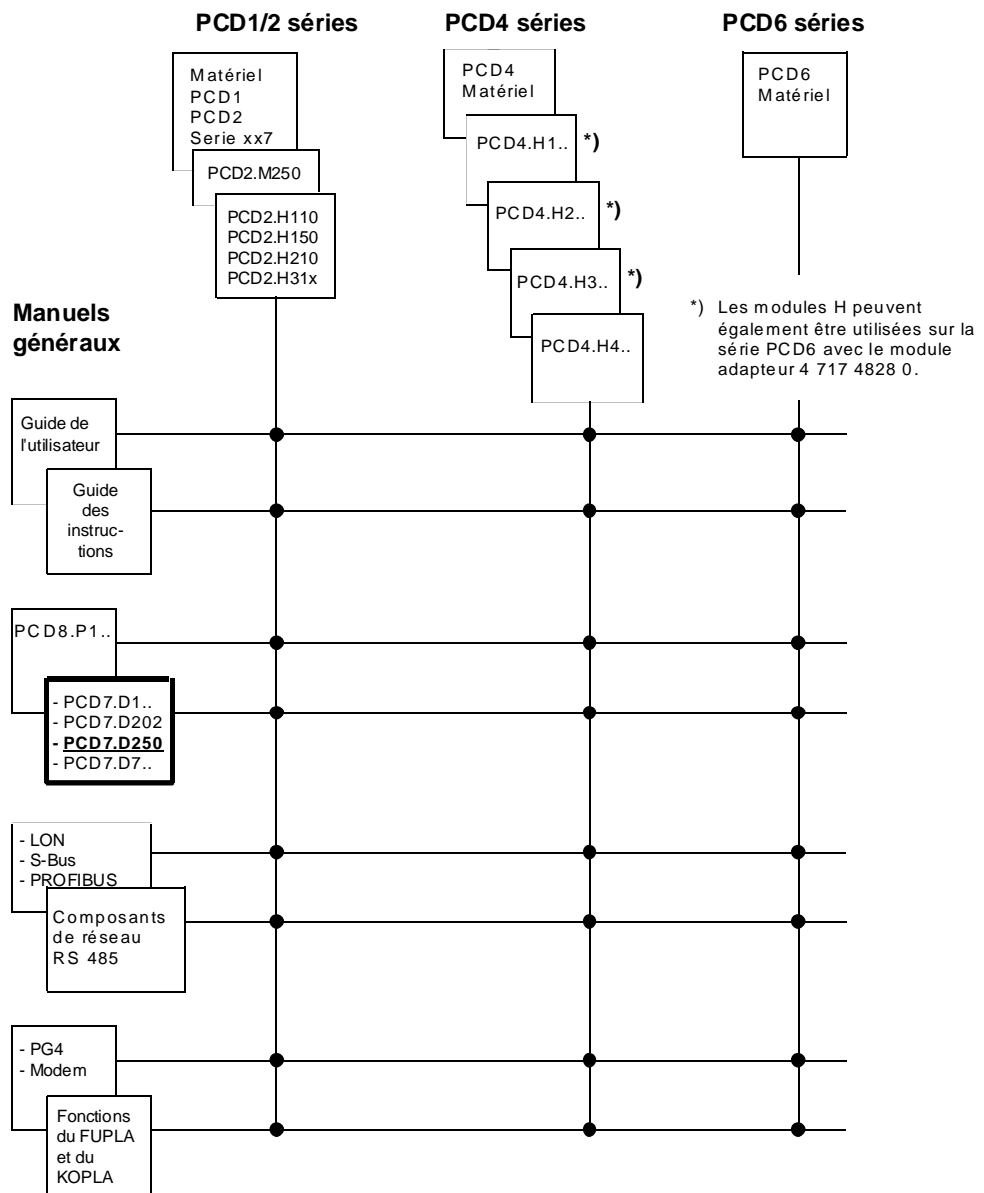 PCD1/2 séries
PCD4 séries
PCD6 séries
Matériel
PCD1
PCD2
Serie xx7
PCD2.M250
PCD2.H110
PCD2.H150
PCD2.H210
PCD2.H31x
PCD4
Matériel
PCD4.H1.. *)
PCD4.H2.. *)
PCD4.H3.. *)
PCD4.H4..
PCD6
Matériel
*) Les modules H peuvent
également être utilisées sur la
série PCD6 avec le module
adapteur 4 717 4828 0.
Manuels
généraux
Guide de
l'utilisateur
Guide
des
instruc-
tions
PCD8.P1..
- PCD7.D1..
- PCD7.D202
- PCD7.D250
- PCD7.D7..
- LON
- S-Bus
- PROFIBUS
Composants
de réseau
RS 485
- PG4
- Modem
Fonctions
du FUPLA
et du
KOPLA